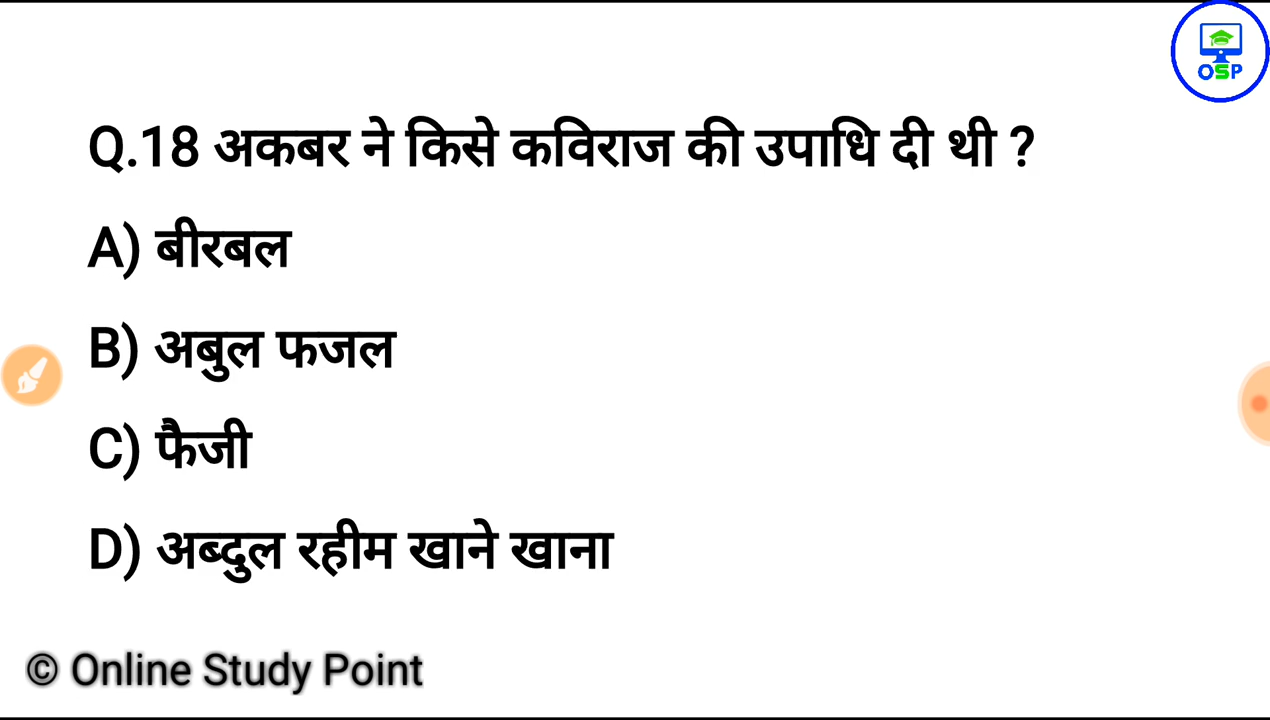 OSP
Q.18 अकबर ने किसे कविराज की उपाधि दी थी ?
A) बीरबल
B) अबुल फजल
C) फैजी
D) अब्दुल रहीम खाने खाना
© Online Study Point